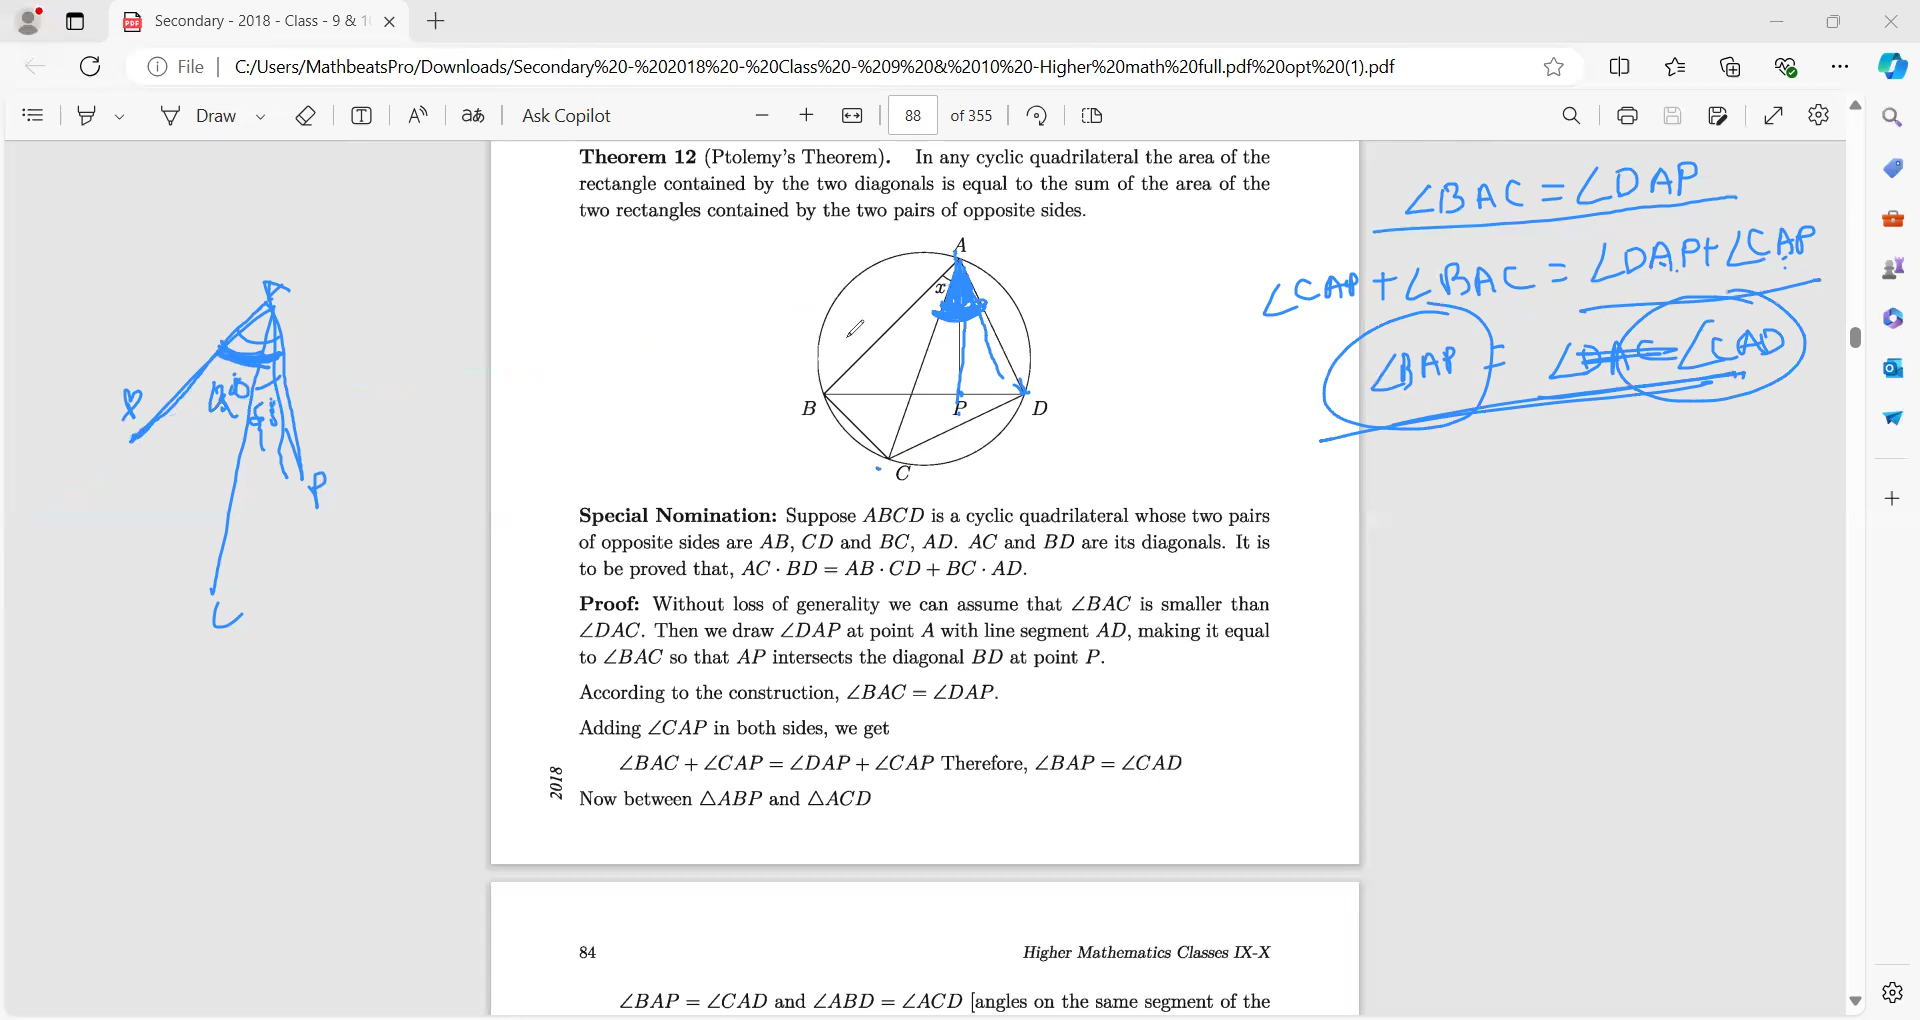 Secondary - 2018 - Class - 9 & 10
File C:/Users/MathbeatsPro/Downloads/Secondary%20-%202018%20-%20Class%20-%209%20&%2010%20-Higher%20math%20full.pdf%20opt%20(1).pdf
Draw aあ Ask Copilot 88 of 355
Theorem 12 (Ptolemy's Theorem). In any cyclic quadrilateral the area of the
rectangle contained by the two diagonals is equal to the sum of the area of the
two rectangles contained by the two pairs of opposite sides.
A
x
B
P
D
C
∠BAC = ∠DAP
∠CAP + ∠BAC = ∠DAP + ∠CAP
∠BAP = ∠CAD
P
C
Special Nomination: Suppose ABCD is a cyclic quadrilateral whose two pairs
of opposite sides are AB, CD and BC, AD. AC and BD are its diagonals. It is
to be proved that, AC · BD = AB · CD + BC · AD.
Proof: Without loss of generality we can assume that ∠BAC is smaller than
∠DAC. Then we draw ∠DAP at point A with line segment AD, making it equal
to ∠BAC so that AP intersects the diagonal BD at point P.
According to the construction, ∠BAC = ∠DAP.
Adding ∠CAP in both sides, we get
∠BAC + ∠CAP = ∠DAP + ∠CAP Therefore, ∠BAP = ∠CAD
Now between △ABP and △ACD
2018
84 Higher Mathematics Classes IX-X
∠BAP = ∠CAD and ∠ABD = ∠ACD [angles on the same segment of the